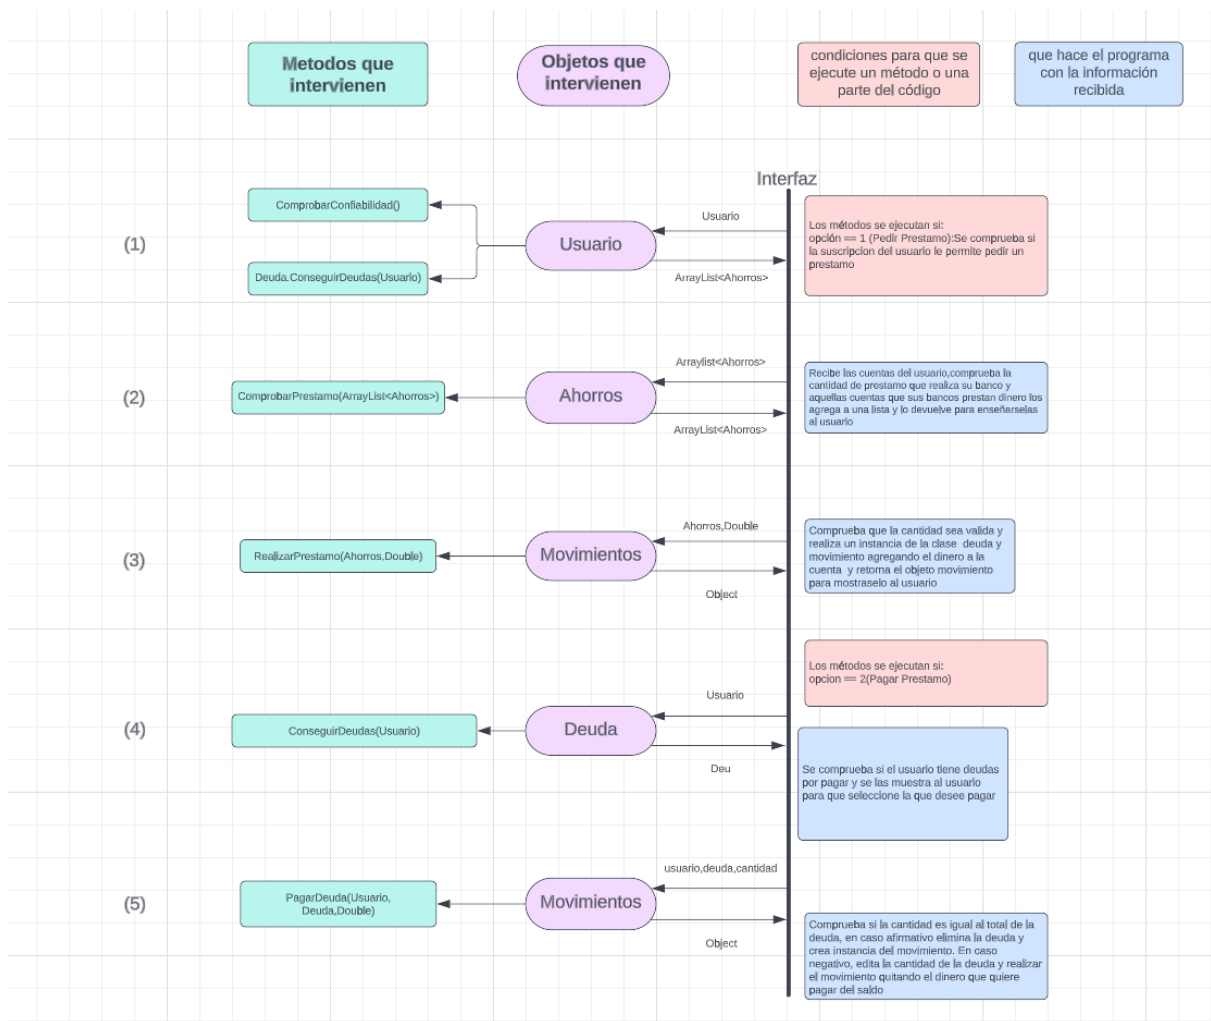 Metodos que
intervienen
Objetos que
intervienen
condiciones para que se
ejecute un método o una
parte del código
que hace el programa
con la información
recibida
Interfaz
(1)
ComprobarConfiabilidad()
Deuda.ConseguirDeudas(Usuario)
Usuario
Usuario
ArrayList<Ahorros>
Los métodos se ejecutan si:
opción == 1 (Pedir Prestamo):Se comprueba si
la suscripcion del usuario le permite pedir un
prestamo
(2)
ComprobarPrestamo(ArrayList<Ahorros>)
Ahorros
Arraylist<Ahorros>
ArrayList<Ahorros>
Recibe las cuentas del usuario,comprueba la
cantidad de prestamo que realiza su banco y
aquellas cuentas que sus bancos prestan dinero los
agrega a una lista y lo devuelve para enseñarselas
al usuario
(3)
RealizarPrestamo(Ahorros,Double)
Movimientos
Ahorros,Double
Object
Comprueba que la cantidad sea valida y
realiza un instancia de la clase deuda y
movimiento agregando el dinero a la
cuenta y retorna el objeto movimiento
para mostraselo al usuario
(4)
ConseguirDeudas(Usuario)
Deuda
Usuario
Deu
Los métodos se ejecutan si:
opcion == 2(Pagar Prestamo)
Se comprueba si el usuario tiene deudas
por pagar y se las muestra al usuario
para que seleccione la que desee pagar
(5)
PagarDeuda(Usuario,
Deuda,Double)
Movimientos
usuario,deuda,cantidad
Object
Comprueba si la cantidad es igual al total de la
deuda, en caso afirmativo elimina la deuda y
crea instancia del movimiento. En caso
negativo, edita la cantidad de la deuda y realizar
el movimiento quitando el dinero que quiere
pagar del saldo